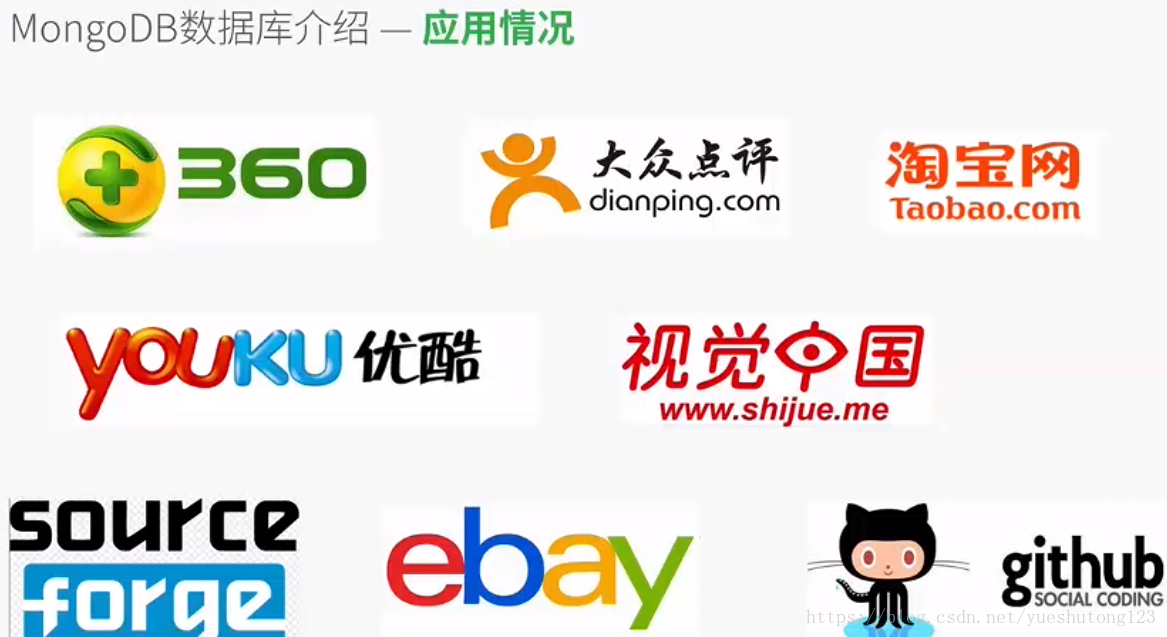 MongoDB数据库介绍 — 应用情况
360
大众点评
dianping.com
淘宝网
Taobao.com
YOUKU 优酷
视觉中国
www.shijue.me
source
forge
ebay
github
SOCIAL CODING
https://blog.csdn.net/yueshutong123